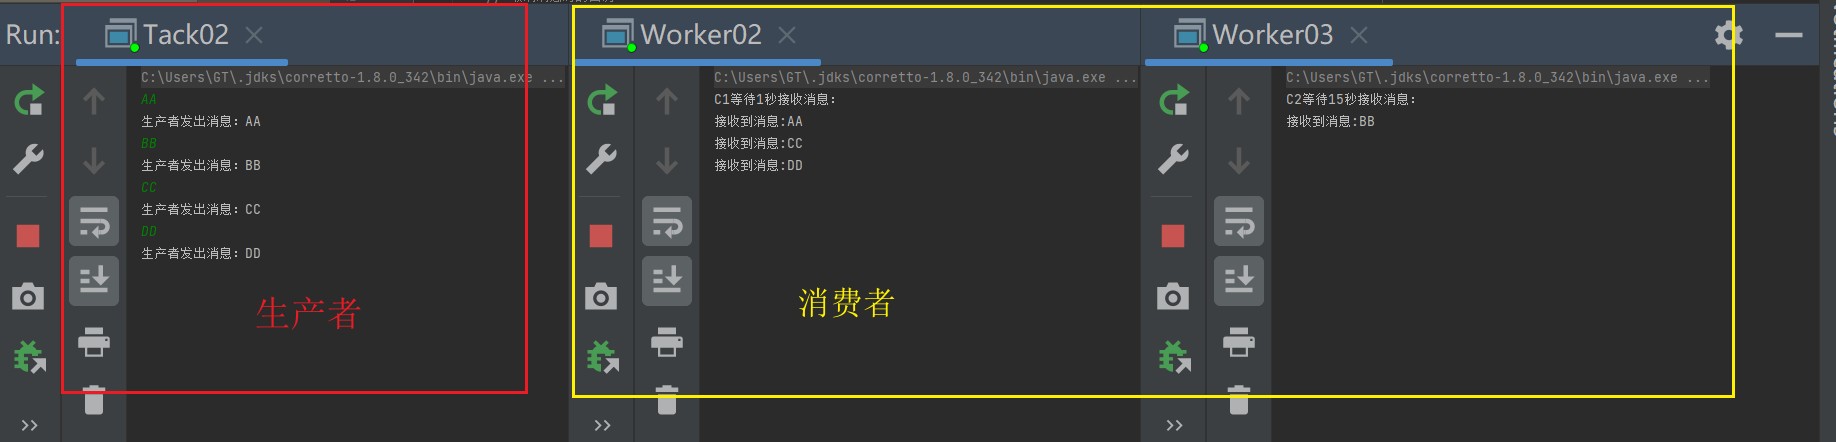 Run:
Tack02
C:\Users\GT\.jdks\corretto-1.8.0_342\bin\java.exe ...
AA
生产者发出消息: AA
BB
生产者发出消息: BB
CC
生产者发出消息: CC
DD
生产者发出消息: DD
生产者
Worker02
C:\Users\GT\.jdks\corretto-1.8.0_342\bin\java.exe ...
C1等待1秒接收消息:
接收到消息:AA
接收到消息:CC
接收到消息:DD
消费者
Worker03
C:\Users\GT\.jdks\corretto-1.8.0_342\bin\java.exe ...
C2等待15秒接收消息:
接收到消息:BB